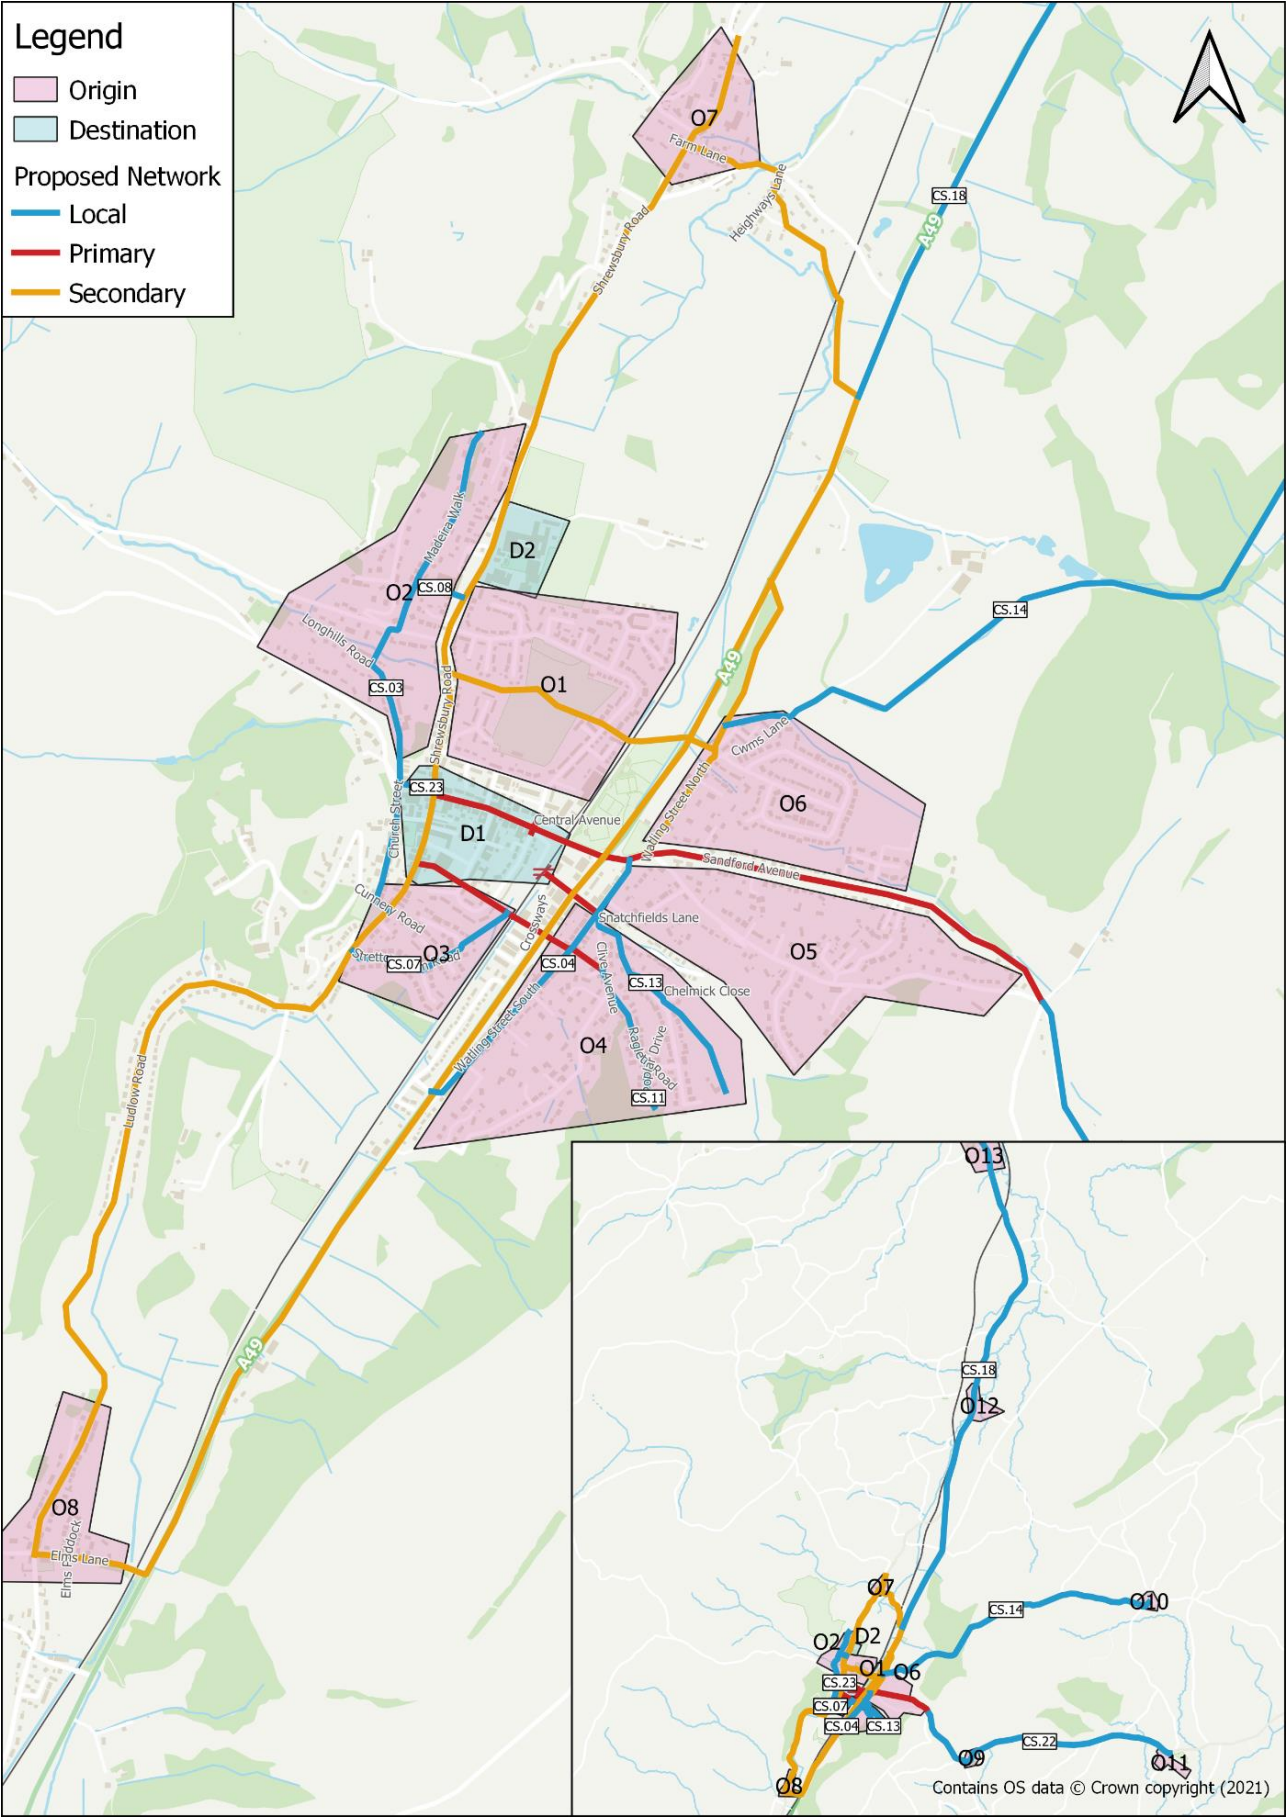 Legend
Origin
Destination
Proposed Network
Local
Primary
Secondary
O7
Farm Lane
Heighways Lane
CS.18
A49
Shrewsbury Road
Madeira Walk
D2
O2
CS.08
CS.14
Longhills Road
A49
CS.03
O1
Shrewsbury Road
Cwms Lane
CS.23
Church Street
Watling Street North
O6
D1
Central Avenue
Sandford Avenue
Cunnery Road
Crossways
Snatchfields Lane
O3
CS.07
CS.04
Clive Avenue
O5
CS.13
Chelmick Close
Watling Street South
O4
Drive
Road
CS.11
Ludlow Road
A49
O8
Elms Lane
Elms Paddock
O13
CS.18
O12
O7
CS.14
O10
O2
D2
O1
O6
CS.23
CS.07
CS.04
CS.13
CS.22
O9
O11
O8
Contains OS data © Crown copyright (2021)